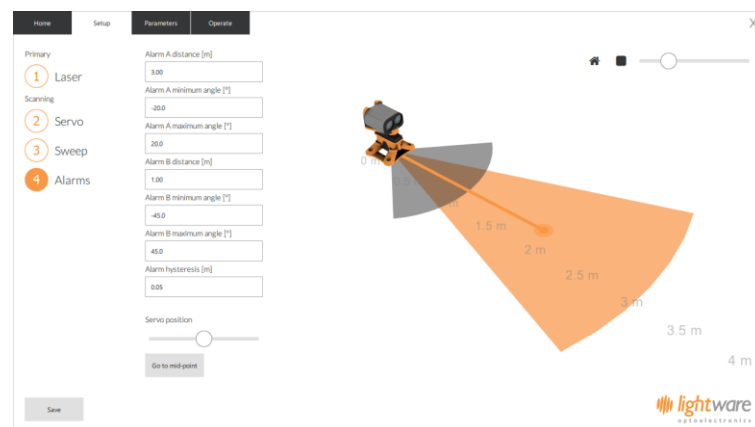 Home
Setup
Parameters
Operate
X
Primary
1 Laser
Scanning
2 Servo
3 Sweep
4 Alarms
Alarm A distance [m]
3.00
Alarm A minimum angle [°]
-20.0
Alarm A maximum angle [°]
20.0
Alarm B distance [m]
1.00
Alarm B minimum angle [°]
-45.0
Alarm B maximum angle [°]
45.0
Alarm hysteresis [m]
0.05
Servo position
Go to mid-point
Save
0 m
0.5 m
1.5 m
2 m
2.5 m
3 m
3.5 m
4 m
lightware
optoelectronics